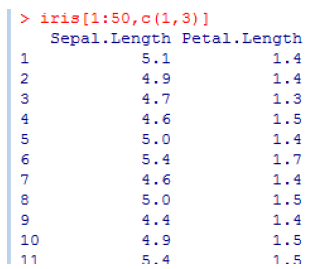 > iris[1:50,c(1,3)]
Sepal.Length Petal.Length
1 5.1 1.4
2 4.9 1.4
3 4.7 1.3
4 4.6 1.5
5 5.0 1.4
6 5.4 1.7
7 4.6 1.4
8 5.0 1.5
9 4.4 1.4
10 4.9 1.5
11 5.4 1.5